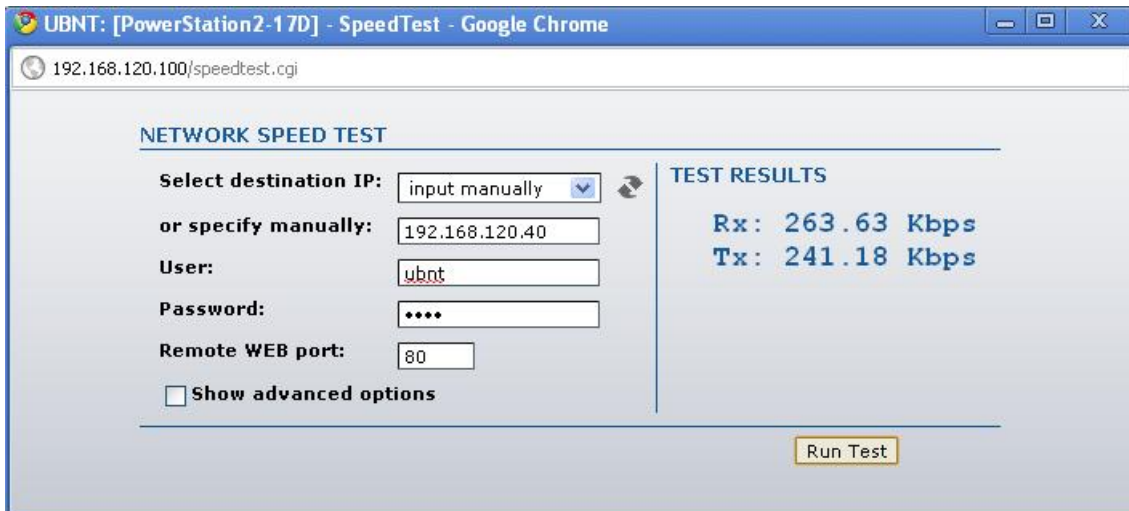 UBNT: [PowerStation2-17D] - SpeedTest - Google Chrome
192.168.120.100/speedtest.cgi
NETWORK SPEED TEST
Select destination IP: input manually
or specify manually: 192.168.120.40
User: ubnt
Password: ••••
Remote WEB port: 80
Show advanced options
TEST RESULTS
Rx: 263.63 Kbps
Tx: 241.18 Kbps
Run Test